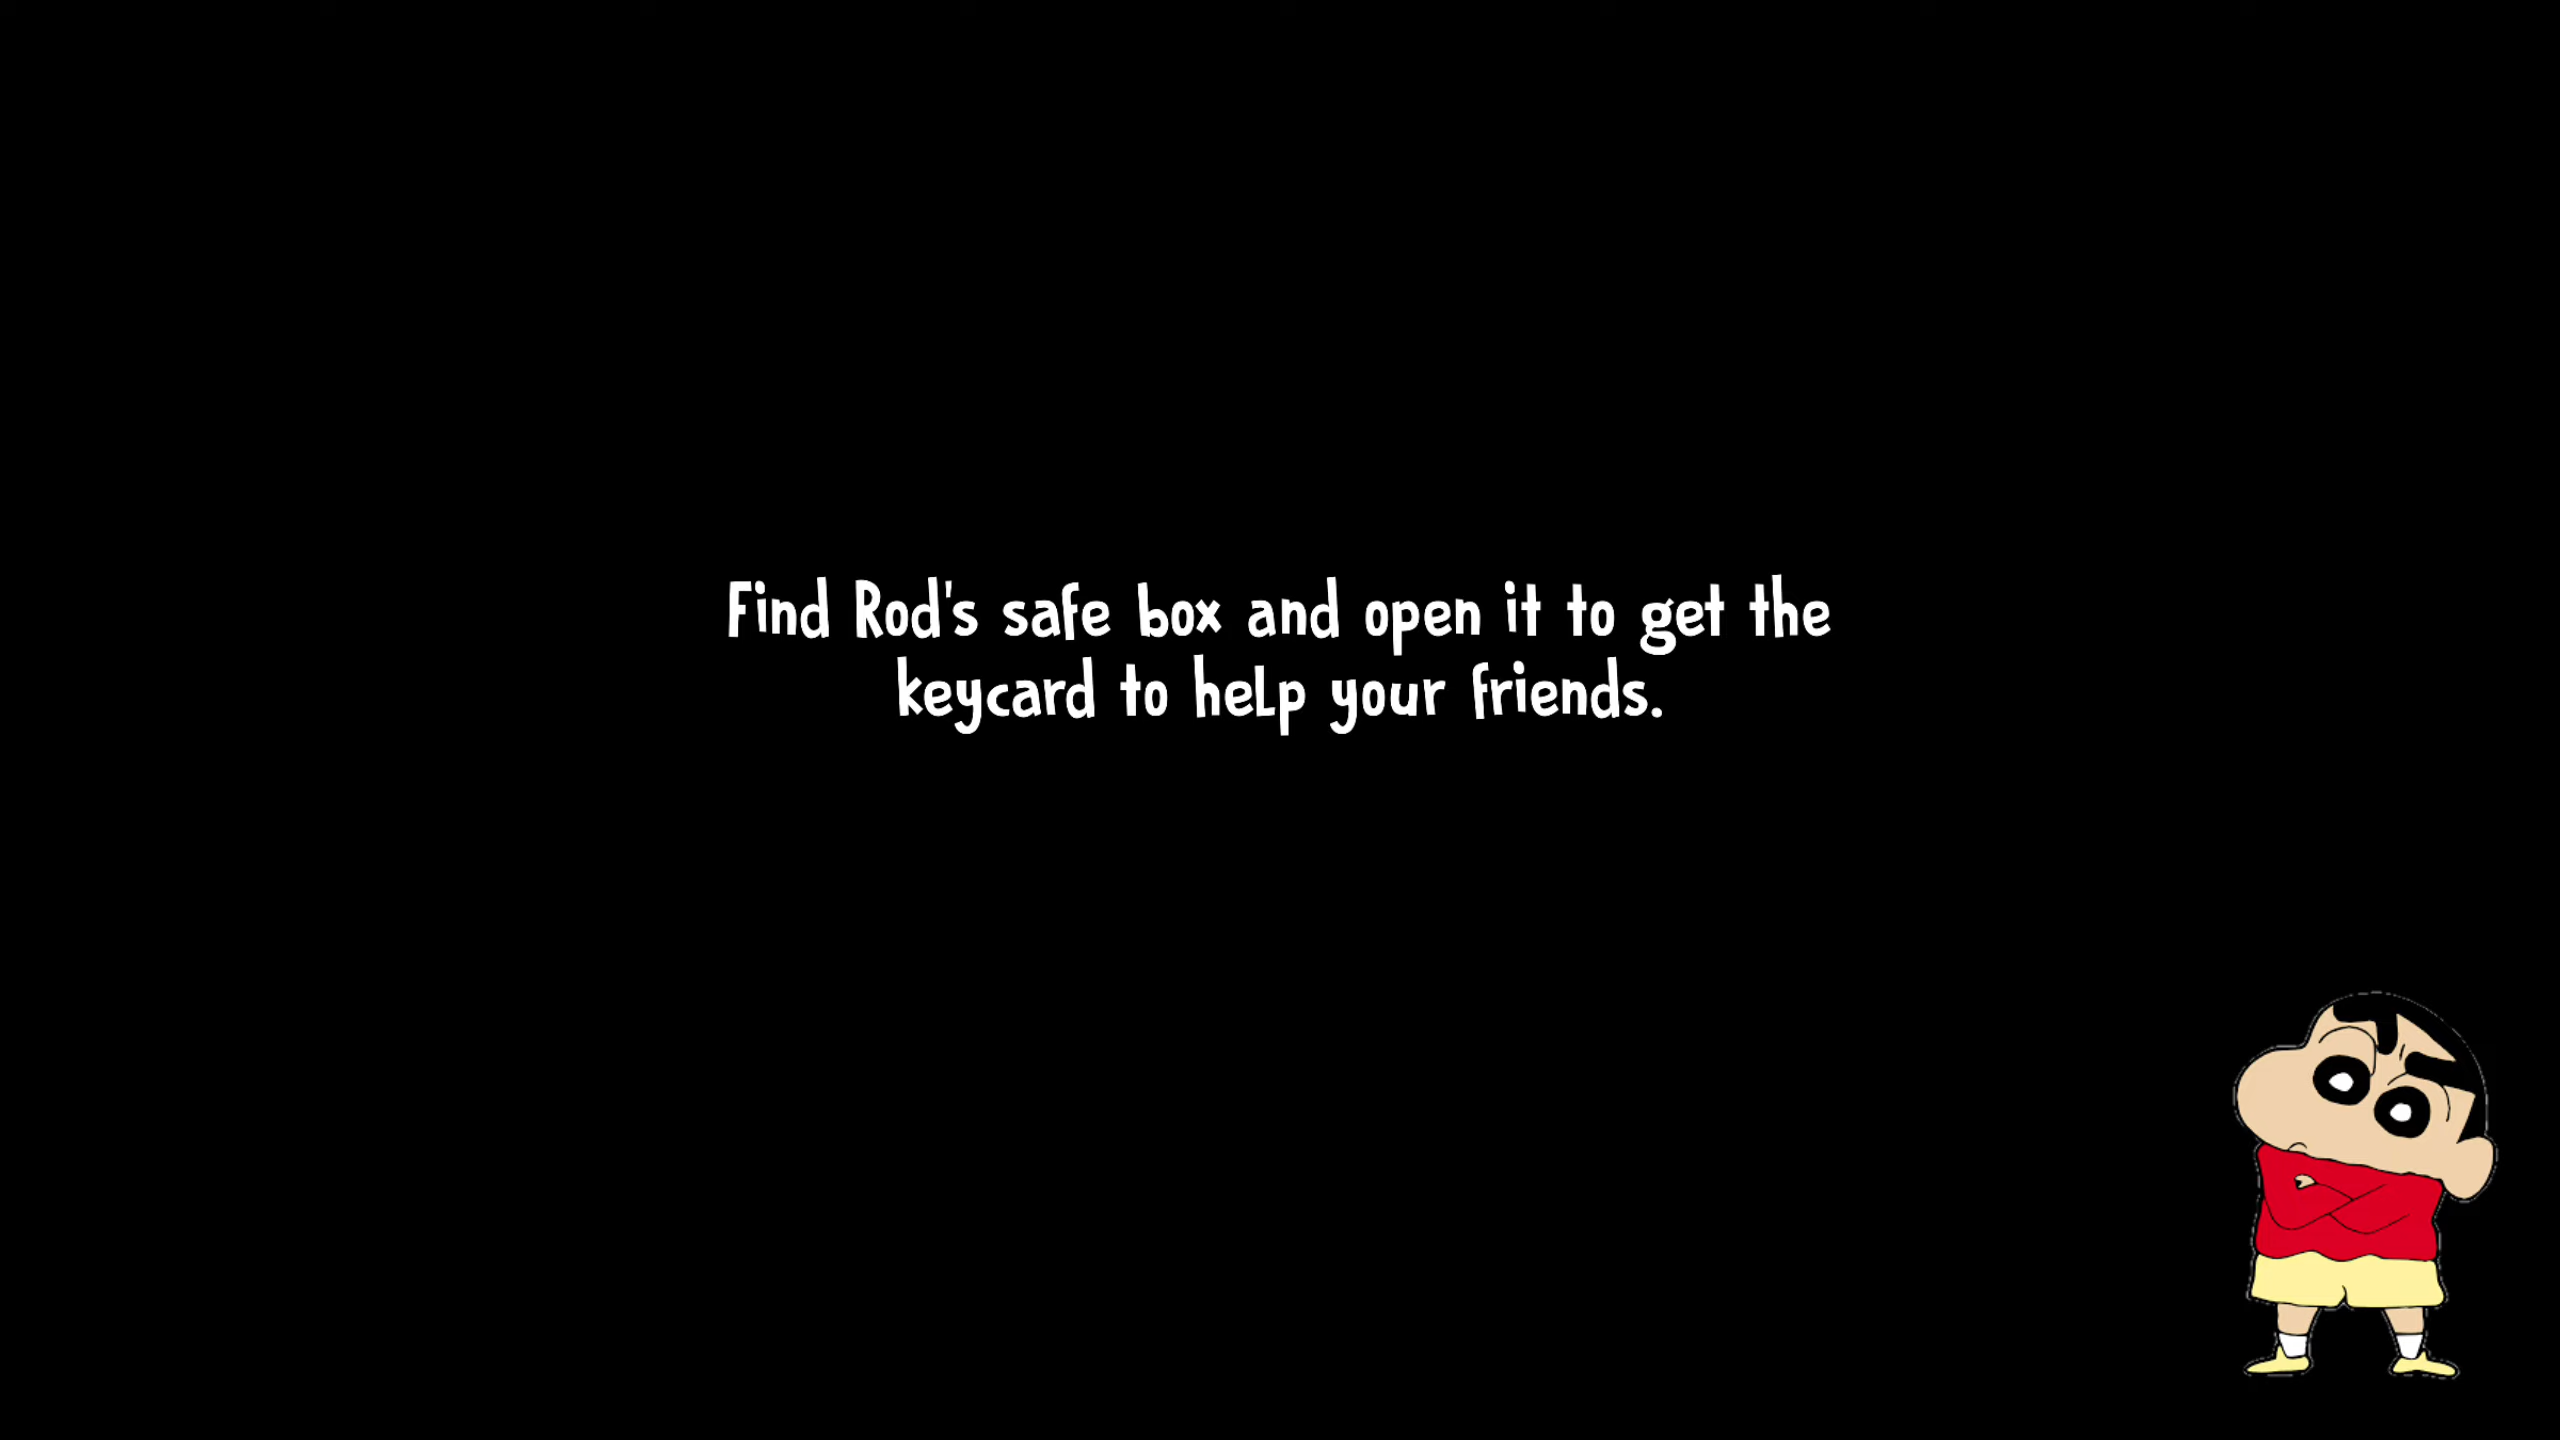 Find Rod's safe box and open it to get the
keycard to help your friends.